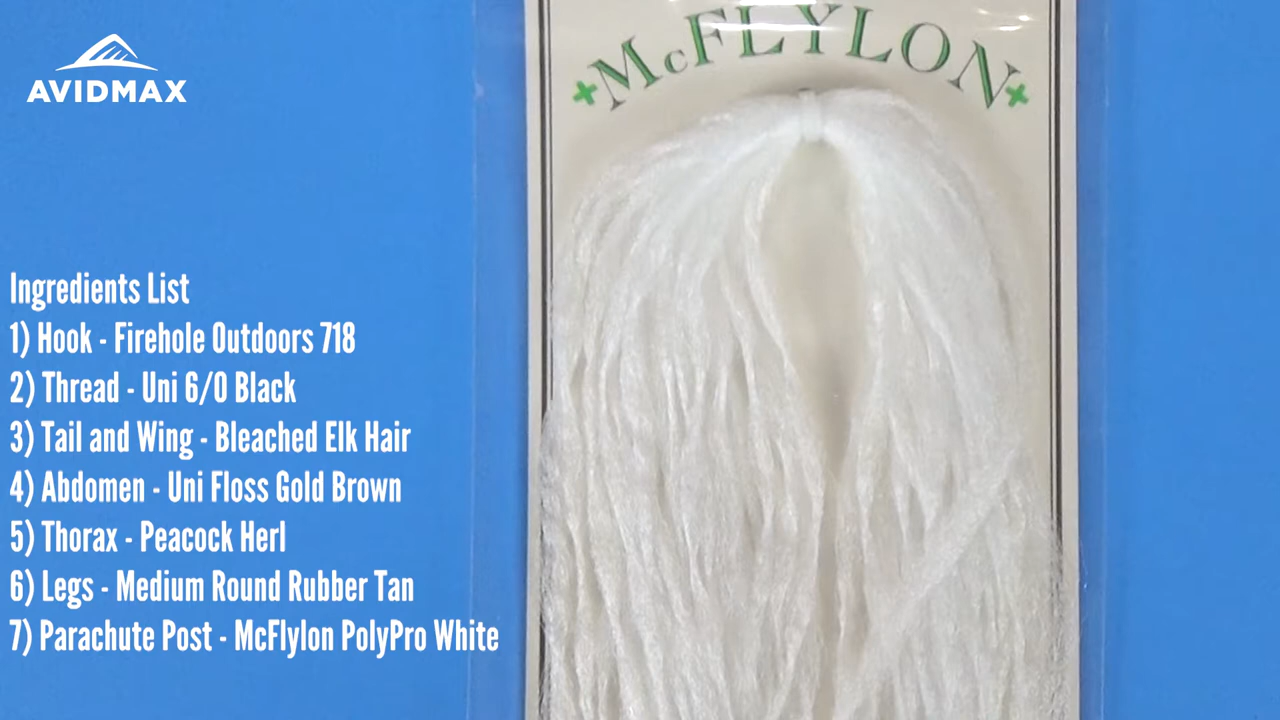 AVIDMAX
McFLYLON
Ingredients List
1) Hook - Firehole Outdoors 718
2) Thread - Uni 6/0 Black
3) Tail and Wing - Bleached Elk Hair
4) Abdomen - Uni Floss Gold Brown
5) Thorax - Peacock Herl
6) Legs - Medium Round Rubber Tan
7) Parachute Post - McFlylon PolyPro White